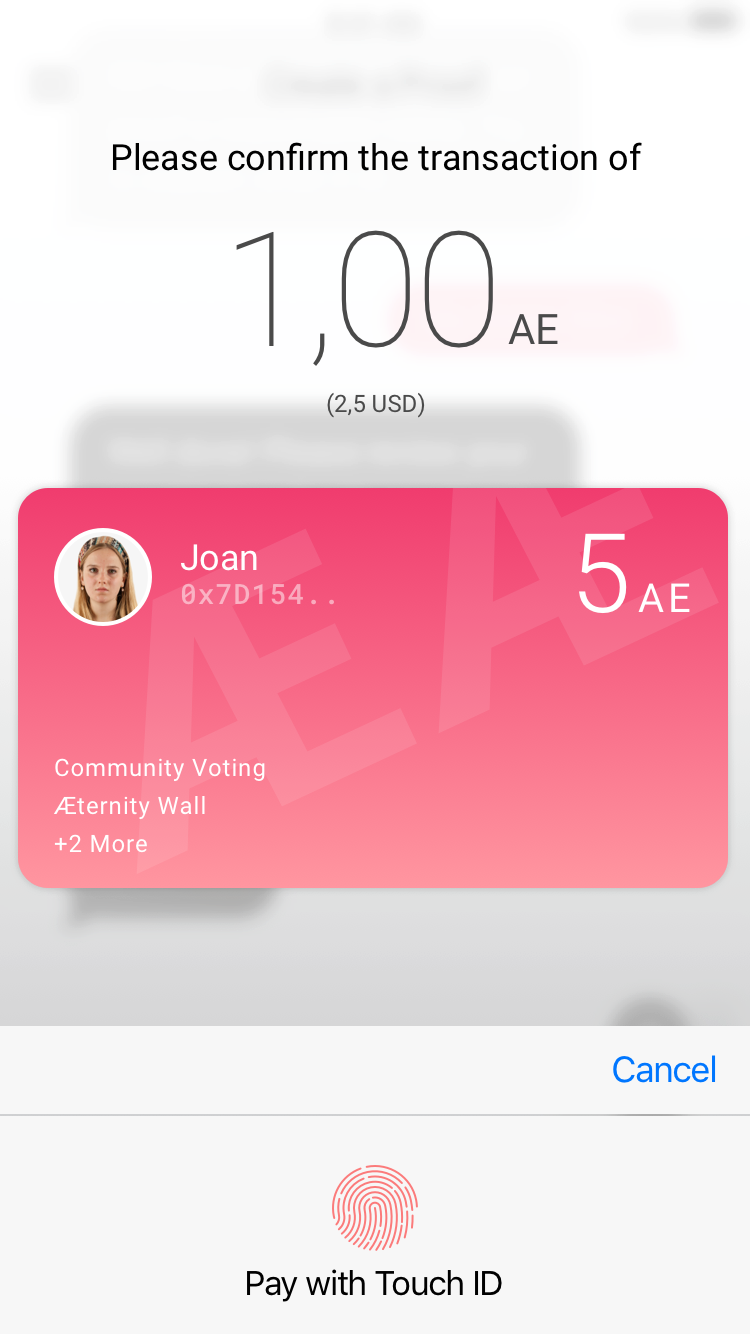 Please confirm the transaction of
1,00 AE
(2,5 USD)
Joan
0x7D154..
5 AE
Community Voting
Æternity Wall
+2 More
Cancel
Pay with Touch ID